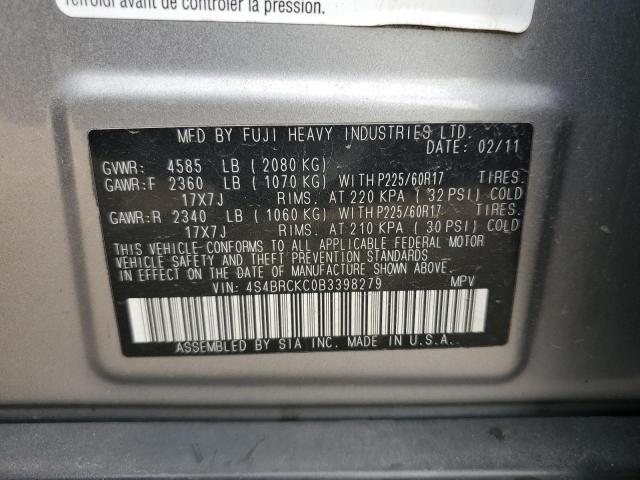 refroidi avant de contrôler la pression.
MFD BY FUJI HEAVY INDUSTRIES LTD.
DATE: 02/11
GVWR: 4585 LB (2080 KG)
GAWR:F 2360 LB (1070 KG) WITH P225/60R17 TIRES.
17X7J RIMS. AT 220 KPA (32 PSI) COLD
GAWR:R 2340 LB (1060 KG) WITH P225/60R17 TIRES.
17X7J RIMS. AT 210 KPA (30 PSI) COLD
THIS VEHICLE CONFORMS TO ALL APPLICABLE FEDERAL MOTOR
VEHICLE SAFETY AND THEFT PREVENTION STANDARDS
IN EFFECT ON THE DATE OF MANUFACTURE SHOWN ABOVE.
VIN: 4S4BRCKC0B3398279 MPV
ASSEMBLED BY SIA INC. MADE IN U.S.A.